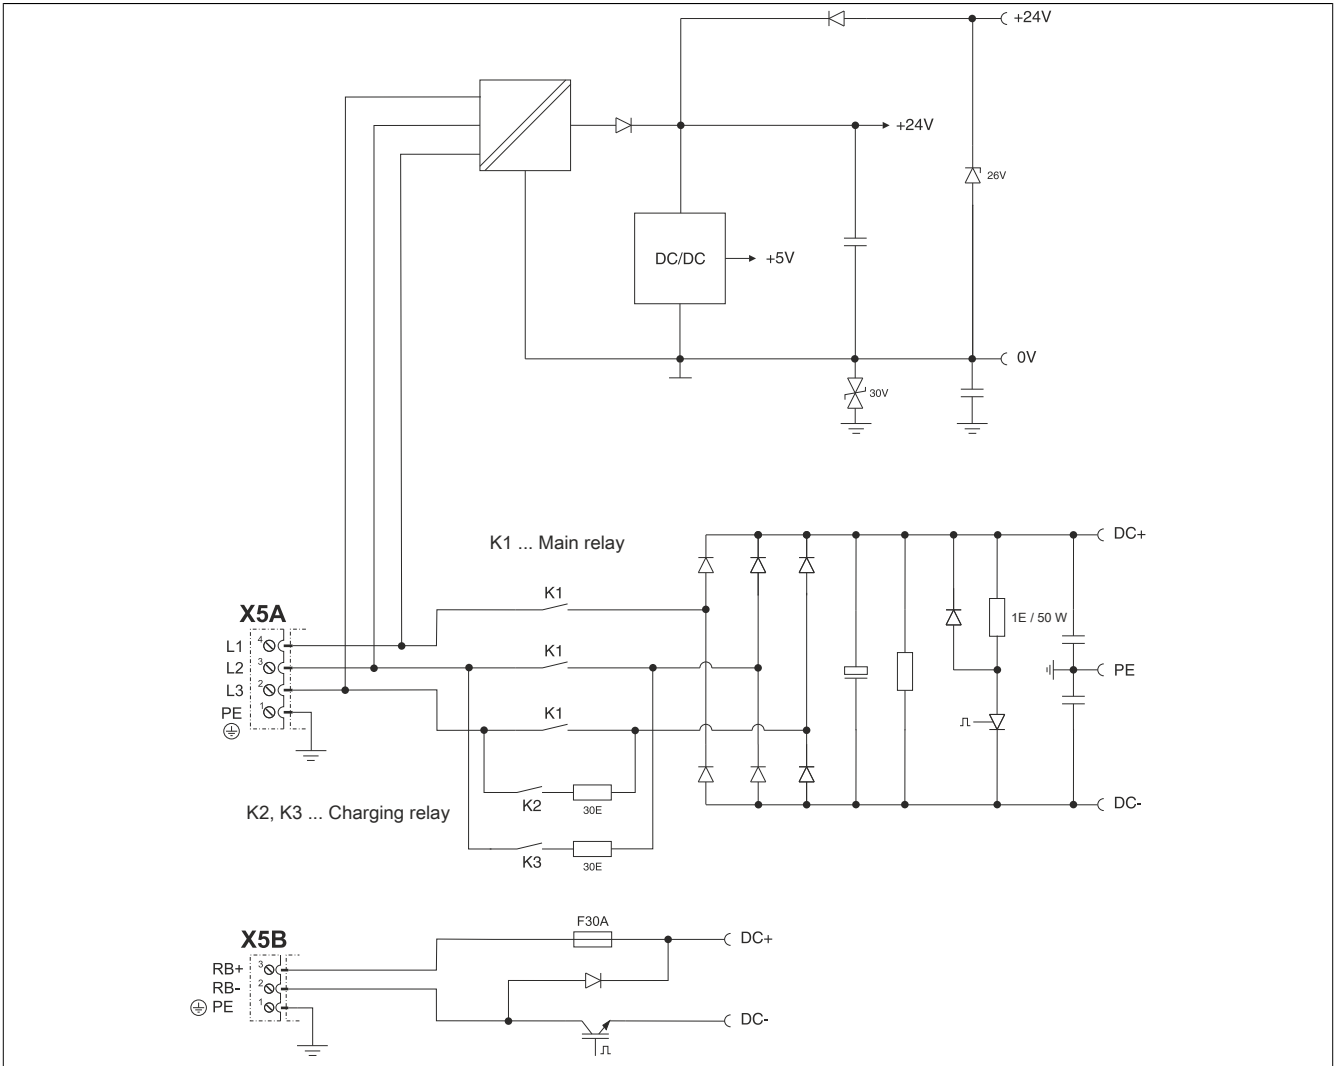 +24V
+24V
26V
DC/DC
+5V
0V
30V
K1 ... Main relay
DC+
K1
X5A
1E / 50 W
L1
4
K1
L2
3
PE
L3
2
K1
PE
1
K2
30E
DC-
K2, K3 ... Charging relay
K3
30E
F30A
X5B
DC+
RB+
3
RB-
2
PE
1
DC-